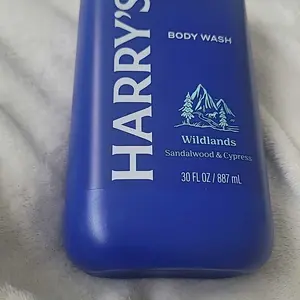 HARRY'S
BODY WASH
Wildlands
Sandalwood & Cypress
30 FL OZ / 887 mL